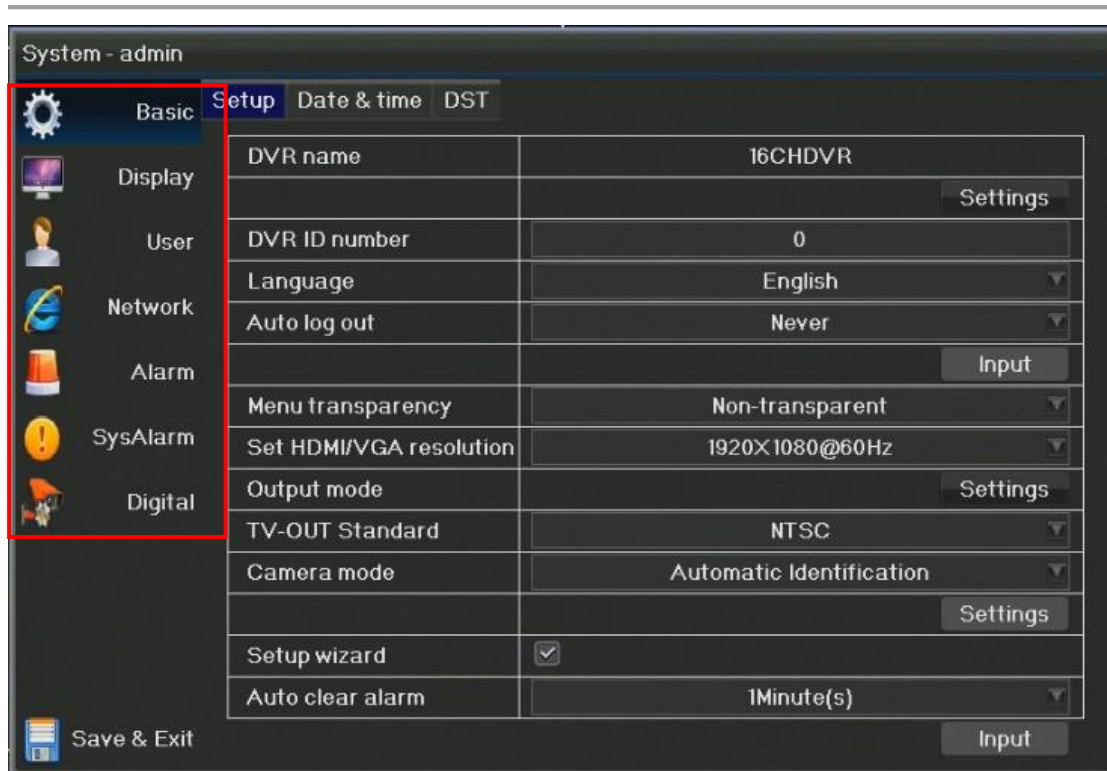 System - admin
Basic
Display
User
Network
Alarm
SysAlarm
Digital
Save & Exit
Setup Date & time DST
DVR name 16CHDVR
Settings
DVR ID number 0
Language English
Auto log out Never
Input
Menu transparency Non-transparent
Set HDMI/VGA resolution 1920X1080@60Hz
Output mode Settings
TV-OUT Standard NTSC
Camera mode Automatic Identification
Settings
Setup wizard
Auto clear alarm 1Minute(s)
Input